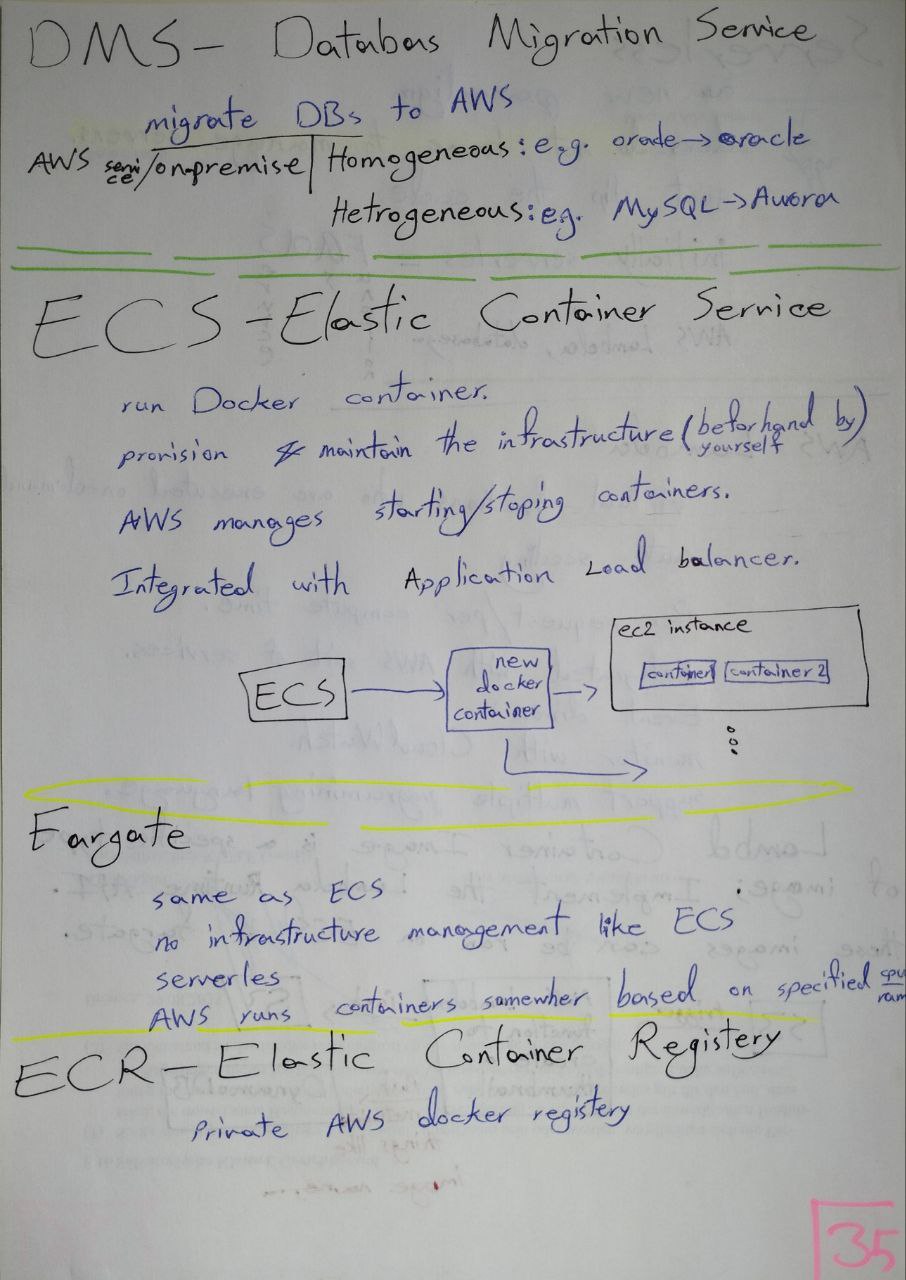 DMS - Databas Migration Service
migrate DBs to AWS
AWS service/on-premise | Homogeneous: e.g. oracle → oracle
Hetrogeneous: eg. MySQL → Aurora
ECS - Elastic Container Service
run Docker container.
provision & maintain the infrastructure (beforhand by yourself)
AWS manages starting/stoping containers.
Integrated with Application Load balancer.
ec2 instance
new
docker
container
container
container 2
ECS
Fargate
same as ECS
no infrastructure management like ECS
serverles
AWS runs containers somewher based on specified cpu ram
ECR - Elastic Container Registery
Private AWS docker registery
35